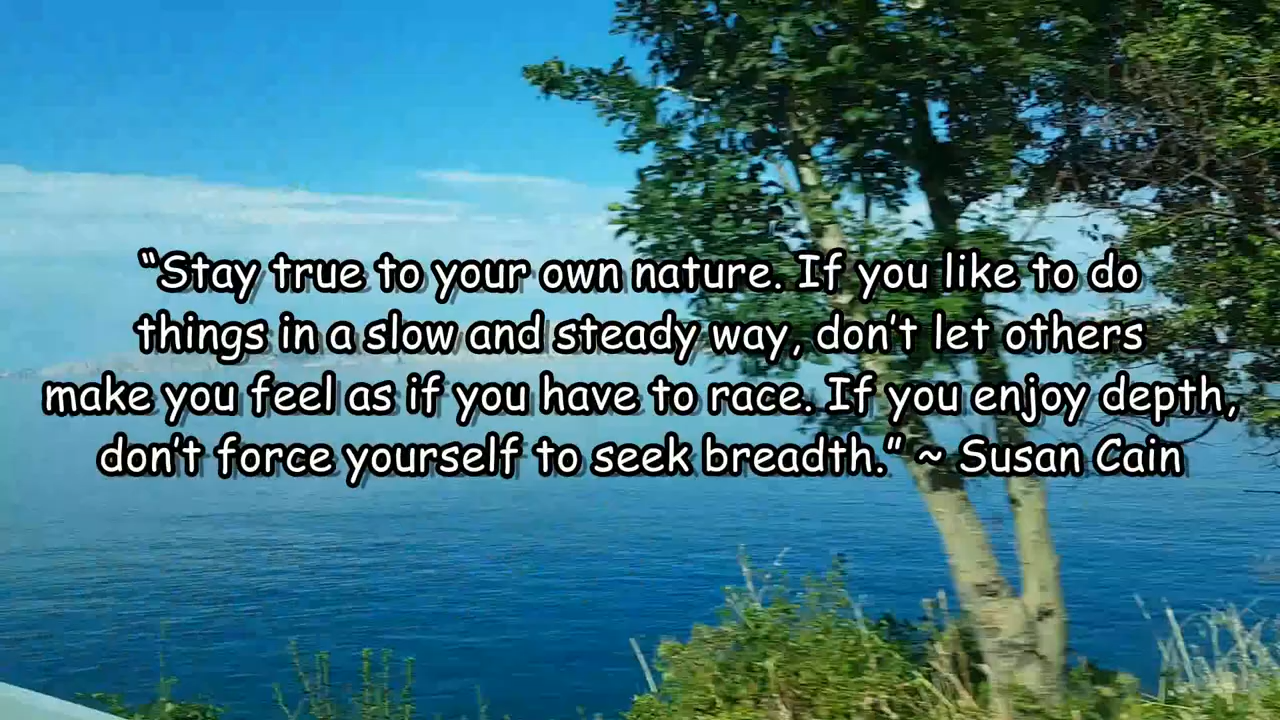 “Stay true to your own nature. If you like to do
things in a slow and steady way, don’t let others
make you feel as if you have to race. If you enjoy depth,
don’t force yourself to seek breadth.” ~ Susan Cain